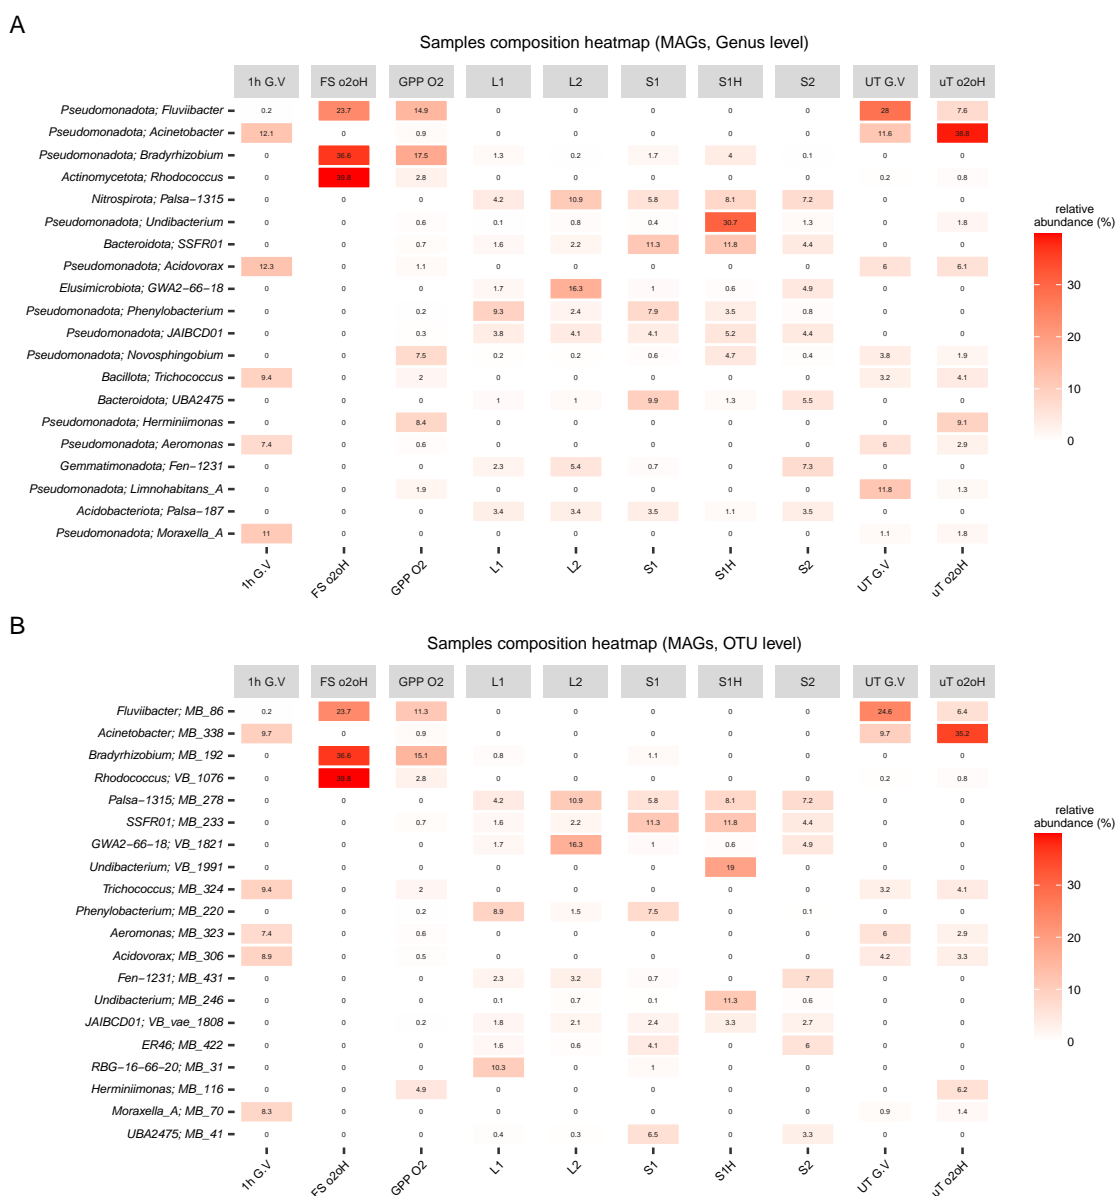 A
Samples composition heatmap (MAGs, Genus level)
1h G.V FS o2oH GPP O2 L1 L2 S1 S1H S2 UT G.V uT o2oH
Pseudomonadota; Fluviibacter 0.2 23.7 14.9 0 0 0 0 0 28 7.6
Pseudomonadota; Acinetobacter 12.1 0 0.9 0 0 0 0 0 11.6 38.8
Pseudomonadota; Bradyrhizobium 0 36.6 17.5 1.3 0.2 1.7 4 0.1 0 0
Actinomycetota; Rhodococcus 0 39.8 2.8 0 0 0 0 0 0.2 0.8
Nitrospirota; Palsa−1315 0 0 0 4.2 10.9 5.8 8.1 7.2 0 0
Pseudomonadota; Undibacterium 0 0 0.6 0.1 0.8 0.4 30.7 1.3 0 1.8
Bacteroidota; SSFR01 0 0 0.7 1.6 2.2 11.3 11.8 4.4 0 0
Pseudomonadota; Acidovorax 12.3 0 1.1 0 0 0 0 0 6 6.1
Elusimicrobiota; GWA2−66−18 0 0 0 1.7 16.3 1 0.6 4.9 0 0
Pseudomonadota; Phenylobacterium 0 0 0.2 9.3 2.4 7.9 3.5 0.8 0 0
Pseudomonadota; JAIBCD01 0 0 0.3 3.8 4.1 4.1 5.2 4.4 0 0
Pseudomonadota; Novosphingobium 0 0 7.5 0.2 0.2 0.6 4.7 0.4 3.8 1.9
Bacillota; Trichococcus 9.4 0 2 0 0 0 0 0 3.2 4.1
Bacteroidota; UBA2475 0 0 0 1 1 9.9 1.3 5.5 0 0
Pseudomonadota; Herminiimonas 0 0 8.4 0 0 0 0 0 0 9.1
Pseudomonadota; Aeromonas 7.4 0 0.6 0 0 0 0 0 6 2.9
Gemmatimonadota; Fen−1231 0 0 0 2.3 5.4 0.7 0 7.3 0 0
Pseudomonadota; Limnohabitans_A 0 0 1.9 0 0 0 0 0 11.8 1.3
Acidobacteriota; Palsa−187 0 0 0 3.4 3.4 3.5 1.1 3.5 0 0
Pseudomonadota; Moraxella_A 11 0 0 0 0 0 0 0 1.1 1.8
1h G.V FS o2oH GPP O2 L1 L2 S1 S1H S2 UT G.V uT o2oH
relative
abundance (%)
30
20
10
0
B
Samples composition heatmap (MAGs, OTU level)
1h G.V FS o2oH GPP O2 L1 L2 S1 S1H S2 UT G.V uT o2oH
Fluviibacter; MB_86 0.2 23.7 11.3 0 0 0 0 0 24.6 6.4
Acinetobacter; MB_338 9.7 0 0.9 0 0 0 0 0 9.7 35.2
Bradyrhizobium; MB_192 0 36.6 15.1 0.8 0 1.1 0 0 0 0
Rhodococcus; VB_1076 0 39.8 2.8 0 0 0 0 0 0.2 0.8
Palsa−1315; MB_278 0 0 0 4.2 10.9 5.8 8.1 7.2 0 0
SSFR01; MB_233 0 0 0.7 1.6 2.2 11.3 11.8 4.4 0 0
GWA2−66−18; VB_1821 0 0 0 1.7 16.3 1 0.6 4.9 0 0
Undibacterium; VB_1991 0 0 0 0 0 0 19 0 0 0
Trichococcus; MB_324 9.4 0 2 0 0 0 0 0 3.2 4.1
Phenylobacterium; MB_220 0 0 0.2 8.9 1.5 7.5 0 0.1 0 0
Aeromonas; MB_323 7.4 0 0.6 0 0 0 0 0 6 2.9
Acidovorax; MB_306 8.9 0 0.5 0 0 0 0 0 4.2 3.3
Fen−1231; MB_431 0 0 0 2.3 3.2 0.7 0 7 0 0
Undibacterium; MB_246 0 0 0 0.1 0.7 0.1 11.3 0.6 0 0
JAIBCD01; VB_vae_1808 0 0 0.2 1.8 2.1 2.4 3.3 2.7 0 0
ER46; MB_422 0 0 0 1.6 0.6 4.1 0 6 0 0
RBG−16−66−20; MB_31 0 0 0 10.3 0 1 0 0 0 0
Herminiimonas; MB_116 0 0 4.9 0 0 0 0 0 0 6.2
Moraxella_A; MB_70 8.3 0 0 0 0 0 0 0 0.9 1.4
UBA2475; MB_41 0 0 0 0.4 0.3 6.5 0 3.3 0 0
1h G.V FS o2oH GPP O2 L1 L2 S1 S1H S2 UT G.V uT o2oH
relative
abundance (%)
30
20
10
0